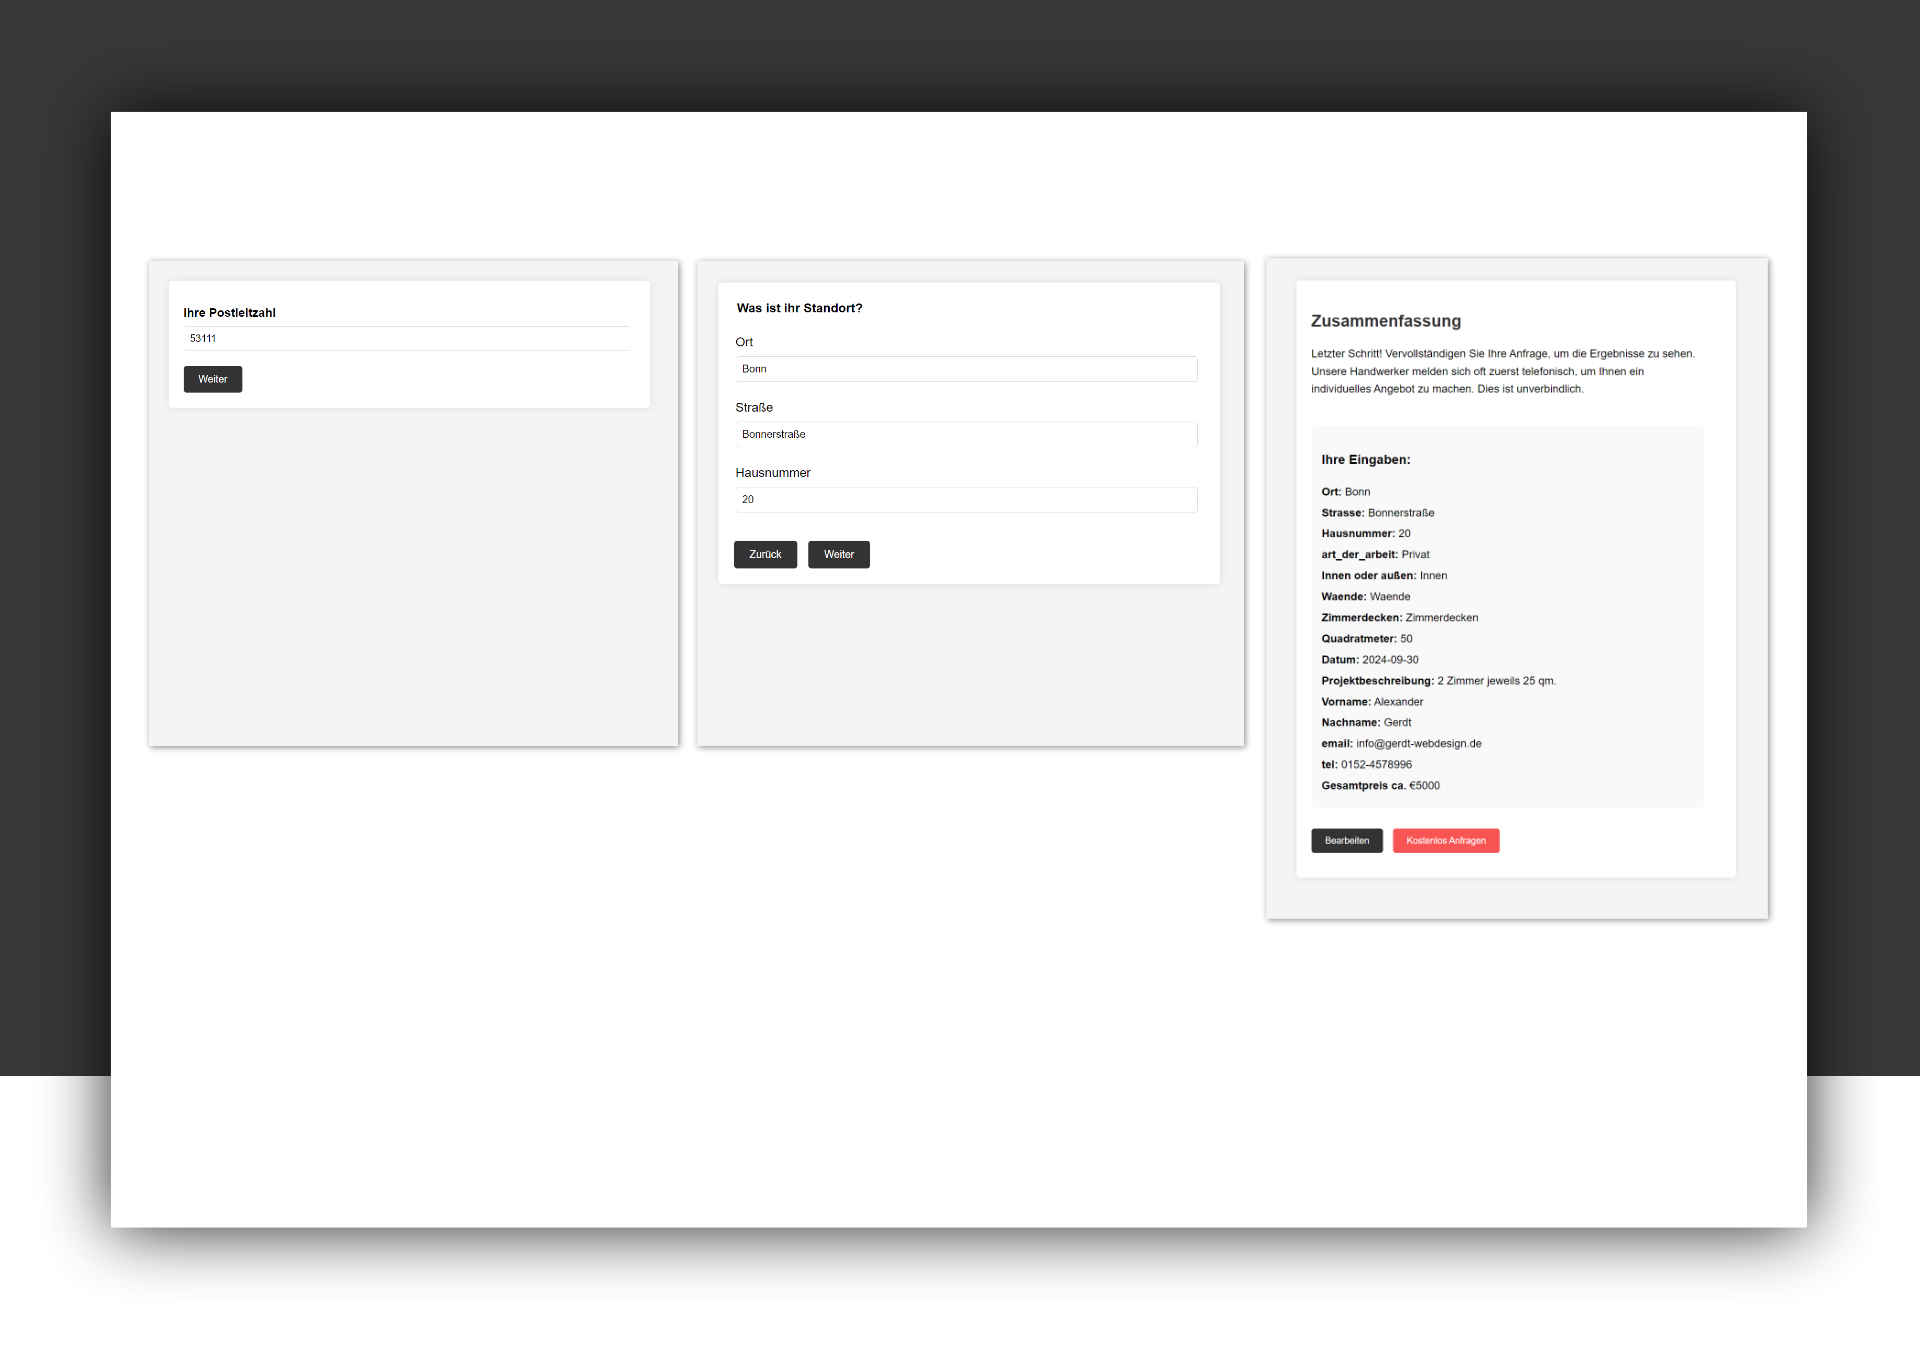 Ihre Postleitzahl
53111
Weiter
Was ist ihr Standort?
Ort
Bonn
Straße
Bonnerstraße
Hausnummer
20
Zurück
Weiter
Zusammenfassung
Letzter Schritt! Vervollständigen Sie Ihre Anfrage, um die Ergebnisse zu sehen.
Unsere Handwerker melden sich oft zuerst telefonisch, um Ihnen ein
individuelles Angebot zu machen. Dies ist unverbindlich.
Ihre Eingaben:
Ort: Bonn
Strasse: Bonnerstraße
Hausnummer: 20
art_der_arbeit: Privat
Innen oder außen: Innen
Waende: Waende
Zimmerdecken: Zimmerdecken
Quadratmeter: 50
Datum: 2024-09-30
Projektbeschreibung: 2 Zimmer jeweils 25 qm.
Vorname: Alexander
Nachname: Gerdt
email: info@gerdt-webdesign.de
tel: 0152-4578996
Gesamtpreis ca. €5000
Bearbeiten
Kostenlos Anfragen